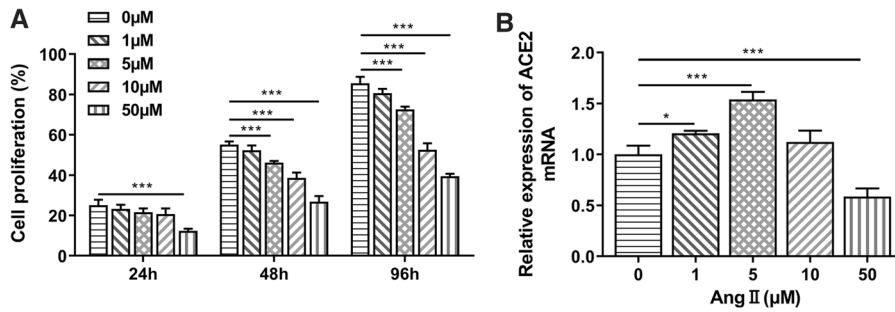 A
0μM
1μM
5μM
10μM
50μM
Cell proliferation (%)
100
80
60
40
20
0
***
***
***
***
***
***
***
24h
48h
96h
B
Relative expression of ACE2
mRNA
2.0
1.5
1.0
0.5
0.0
***
***
*
0
1
5
10
50
Ang Ⅱ (μM)